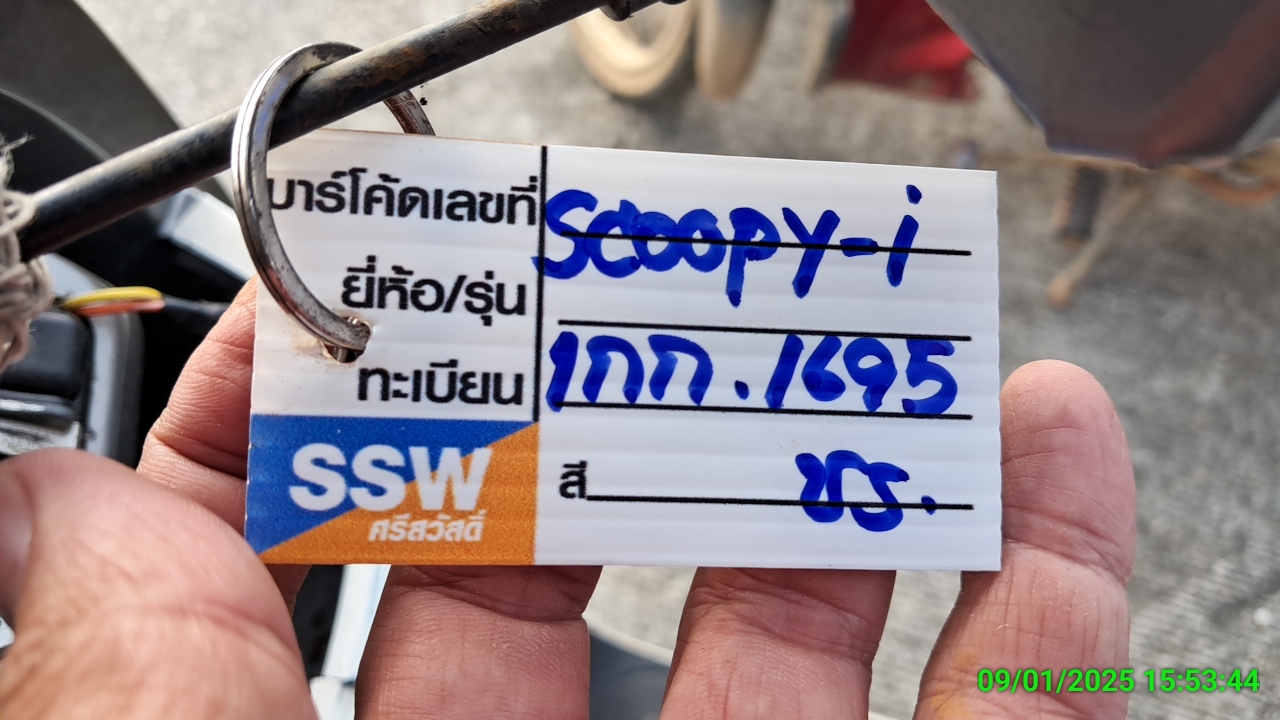 บาร์โค้ดเลขที่ Scoopy-i
ยี่ห้อ/รุ่น
ทะเบียน 1กก.1695
SSW
ศรีสวัสดิ์
สี ชร.
09/01/2025 15:53:44